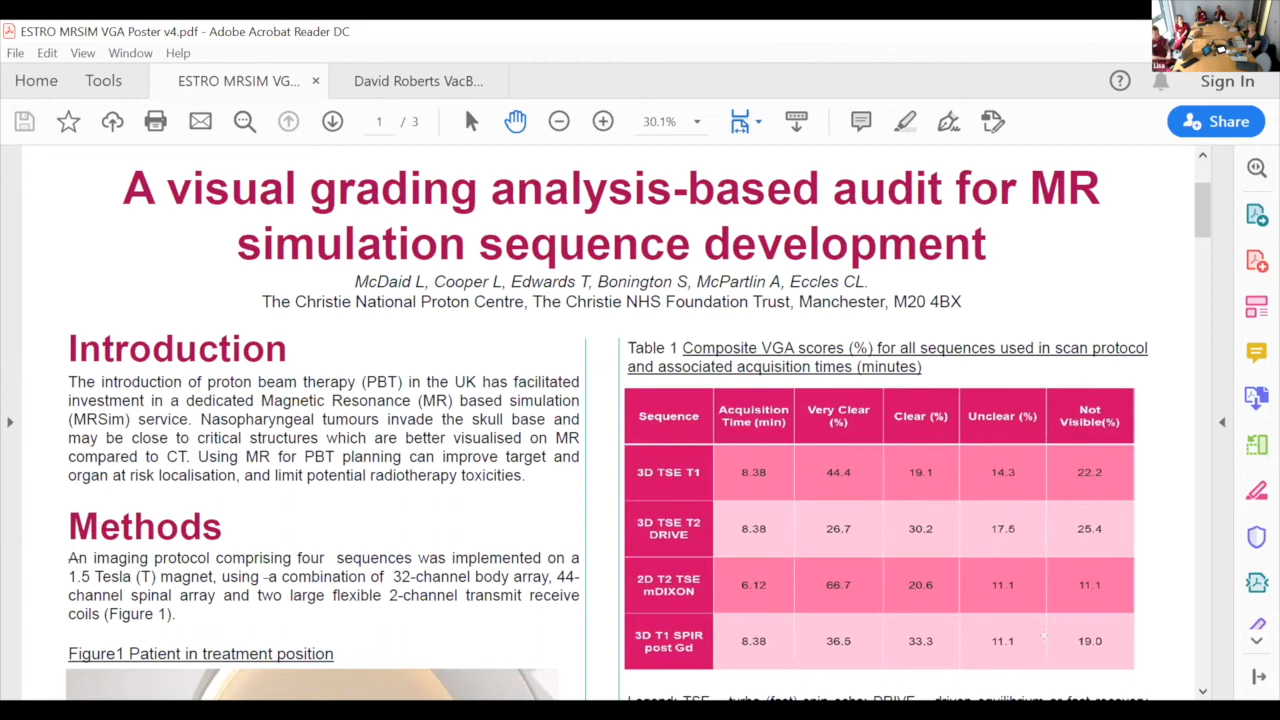 ESTRO MRSIM VGA Poster v4.pdf - Adobe Acrobat Reader DC
File Edit View Window Help
Home Tools ESTRO MRSIM VG... × David Roberts VacB... Sign In
Lisa
1 / 3 30.1% Share
A visual grading analysis-based audit for MR
simulation sequence development
McDaid L, Cooper L, Edwards T, Bonington S, McPartlin A, Eccles CL.
The Christie National Proton Centre, The Christie NHS Foundation Trust, Manchester, M20 4BX
Introduction
The introduction of proton beam therapy (PBT) in the UK has facilitated
investment in a dedicated Magnetic Resonance (MR) based simulation
(MRSim) service. Nasopharyngeal tumours invade the skull base and
may be close to critical structures which are better visualised on MR
compared to CT. Using MR for PBT planning can improve target and
organ at risk localisation, and limit potential radiotherapy toxicities.
Methods
An imaging protocol comprising four sequences was implemented on a
1.5 Tesla (T) magnet, using -a combination of 32-channel body array, 44-
channel spinal array and two large flexible 2-channel transmit receive
coils (Figure 1).
Figure1 Patient in treatment position
Table 1 Composite VGA scores (%) for all sequences used in scan protocol
and associated acquisition times (minutes)
Sequence Acquisition Time (min) Very Clear (%) Clear (%) Unclear (%) Not Visible(%)
3D TSE T1 8.38 44.4 19.1 14.3 22.2
3D TSE T2 DRIVE 8.38 26.7 30.2 17.5 25.4
2D T2 TSE mDIXON 6.12 66.7 20.6 11.1 11.1
3D T1 SPIR post Gd 8.38 36.5 33.3 11.1 19.0
Legend: TSE – turbo (fast) spin echo; DRIVE – driven equilibrium or fast recovery